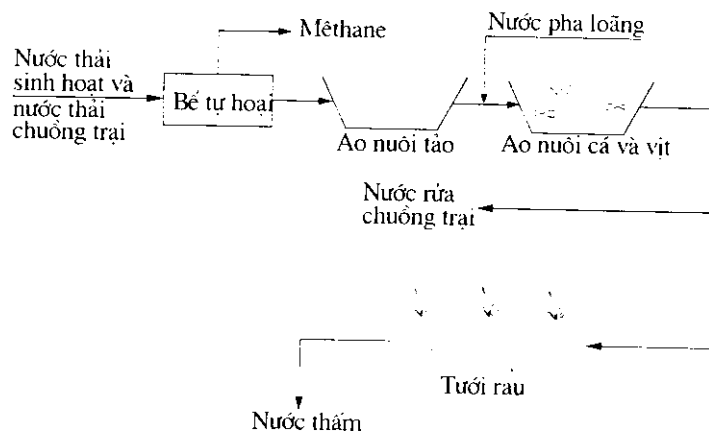 Mêthane
Nước pha loãng
Nước thải
sinh hoạt và
nước thải
chuồng trại
Bể tự hoại
Ao nuôi tảo
Ao nuôi cá và vịt
Nước rửa
chuồng trại
Tưới rau
Nước thấm